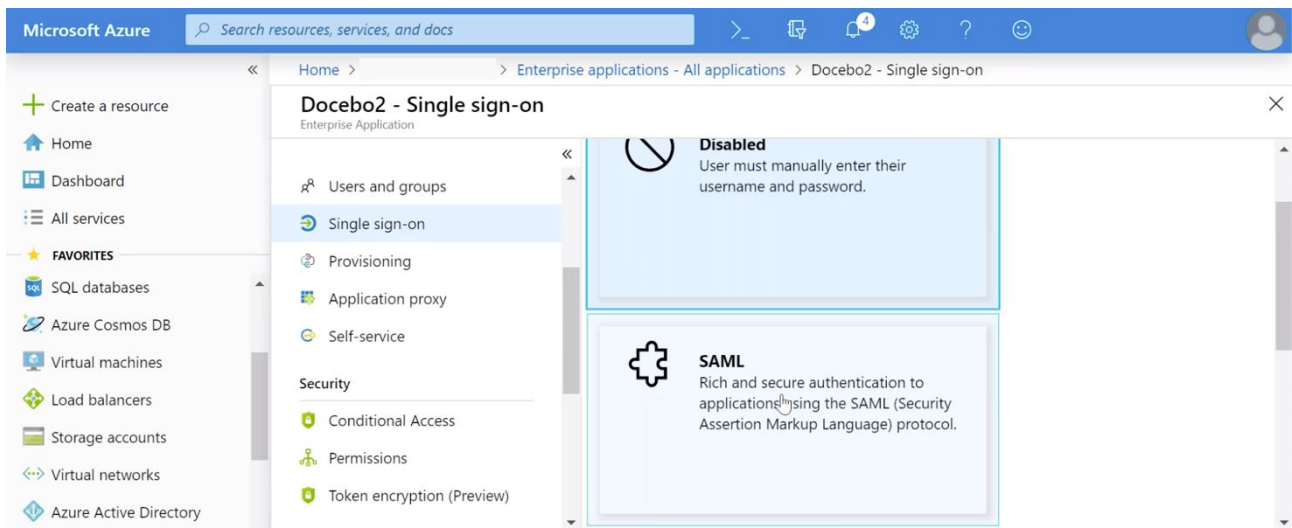 Microsoft Azure
Search resources, services, and docs
4
Home > > Enterprise applications - All applications > Docebo2 - Single sign-on
Create a resource
Home
Dashboard
All services
FAVORITES
SQL databases
Azure Cosmos DB
Virtual machines
Load balancers
Storage accounts
Virtual networks
Azure Active Directory
Docebo2 - Single sign-on
Enterprise Application
Users and groups
Single sign-on
Provisioning
Application proxy
Self-service
Security
Conditional Access
Permissions
Token encryption (Preview)
Disabled
User must manually enter their
username and password.
SAML
Rich and secure authentication to
applications using the SAML (Security
Assertion Markup Language) protocol.